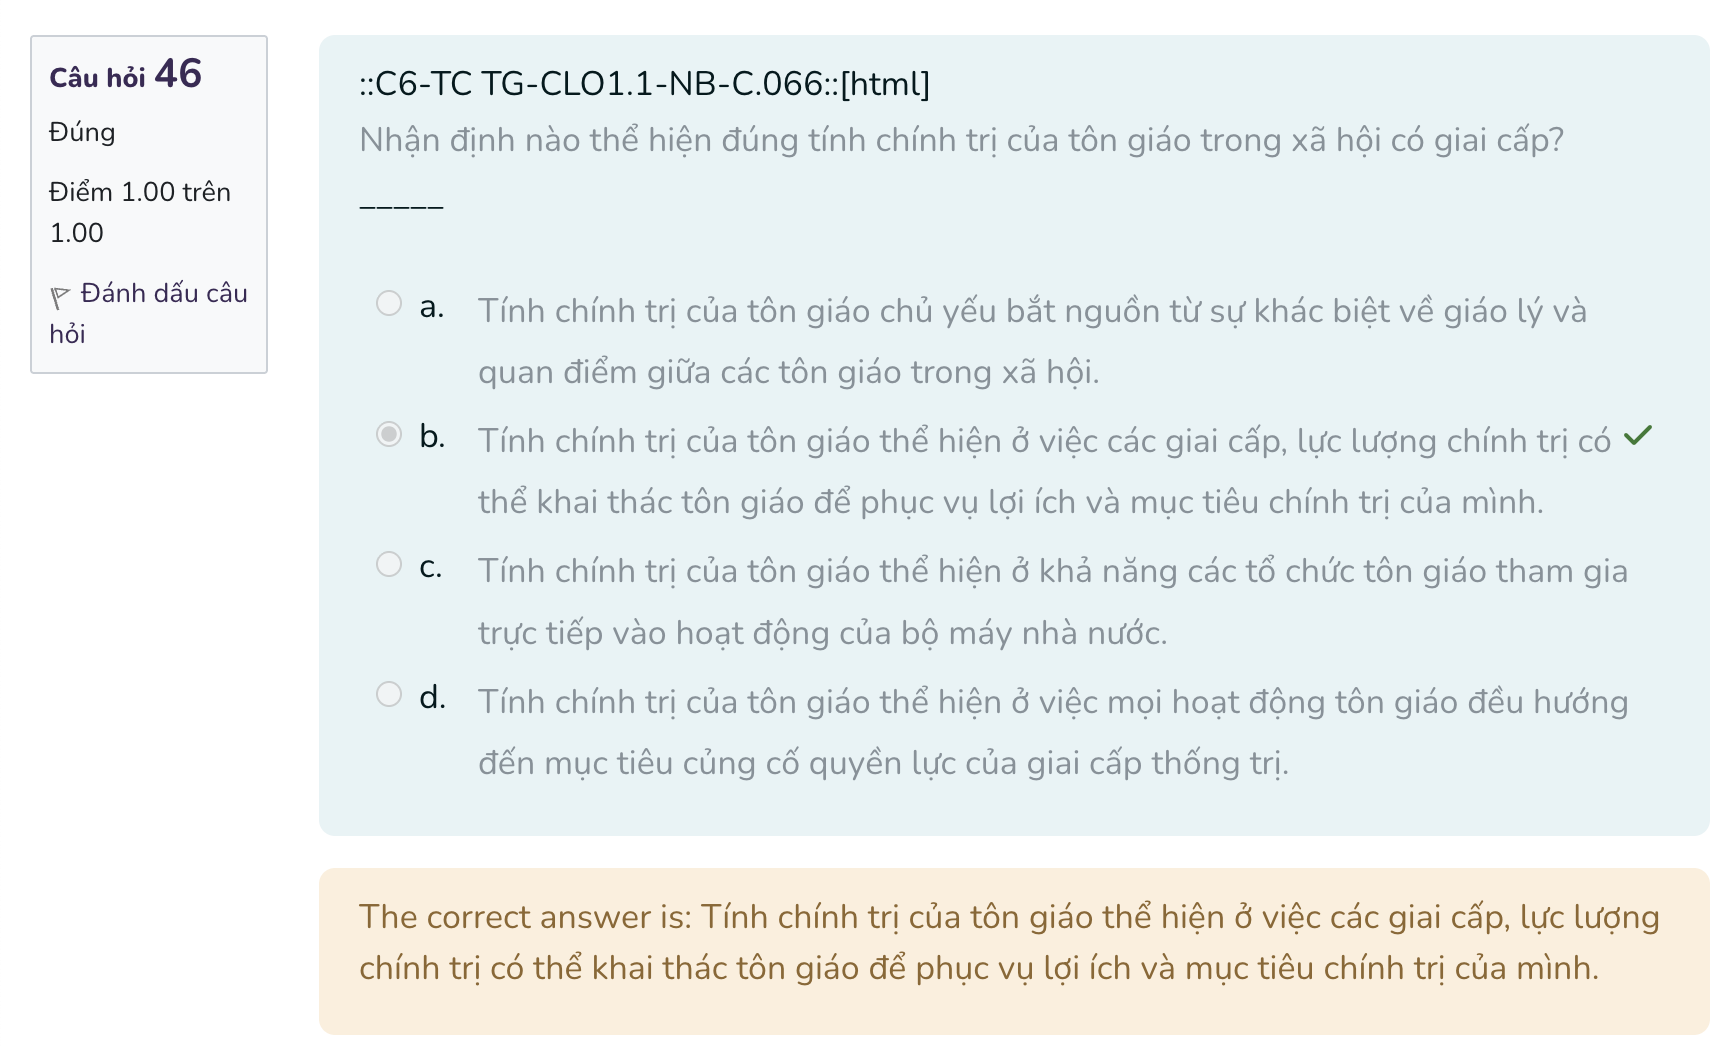 Câu hỏi 46
Đúng
Điểm 1.00 trên
1.00
Đánh dấu câu
hỏi
::C6-TC TG-CLO1.1-NB-C.066::[html]
Nhận định nào thể hiện đúng tính chính trị của tôn giáo trong xã hội có giai cấp?
_____
a. Tính chính trị của tôn giáo chủ yếu bắt nguồn từ sự khác biệt về giáo lý và
quan điểm giữa các tôn giáo trong xã hội.
b. Tính chính trị của tôn giáo thể hiện ở việc các giai cấp, lực lượng chính trị có
thể khai thác tôn giáo để phục vụ lợi ích và mục tiêu chính trị của mình.
c. Tính chính trị của tôn giáo thể hiện ở khả năng các tổ chức tôn giáo tham gia
trực tiếp vào hoạt động của bộ máy nhà nước.
d. Tính chính trị của tôn giáo thể hiện ở việc mọi hoạt động tôn giáo đều hướng
đến mục tiêu củng cố quyền lực của giai cấp thống trị.
The correct answer is: Tính chính trị của tôn giáo thể hiện ở việc các giai cấp, lực lượng
chính trị có thể khai thác tôn giáo để phục vụ lợi ích và mục tiêu chính trị của mình.